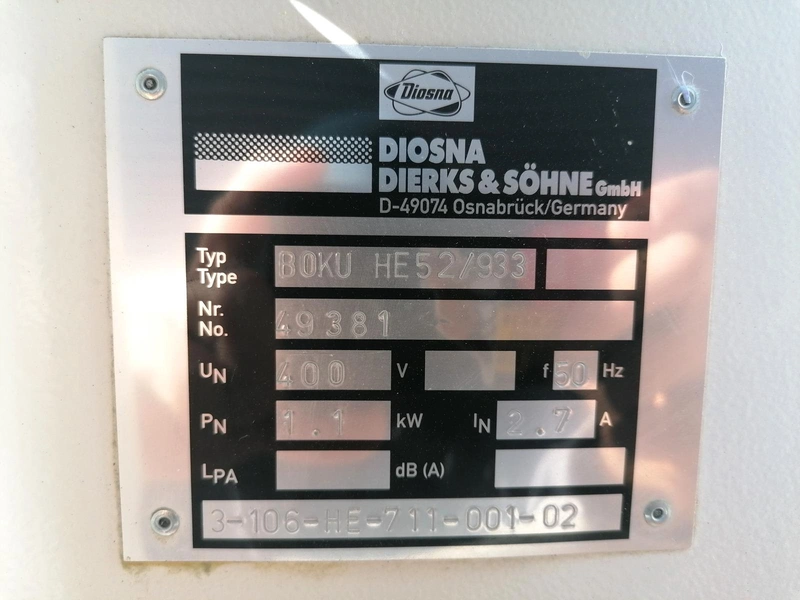 Diosna
DIOSNA
DIERKS & SÖHNE GmbH
D-49074 Osnabrück/Germany
Typ
Type
BOKU HE52/933
Nr.
No.
49381
UN 400 V f 50 Hz
PN 1.1 kW IN 2.7 A
LPA dB (A)
3-106-HE-711-001-02